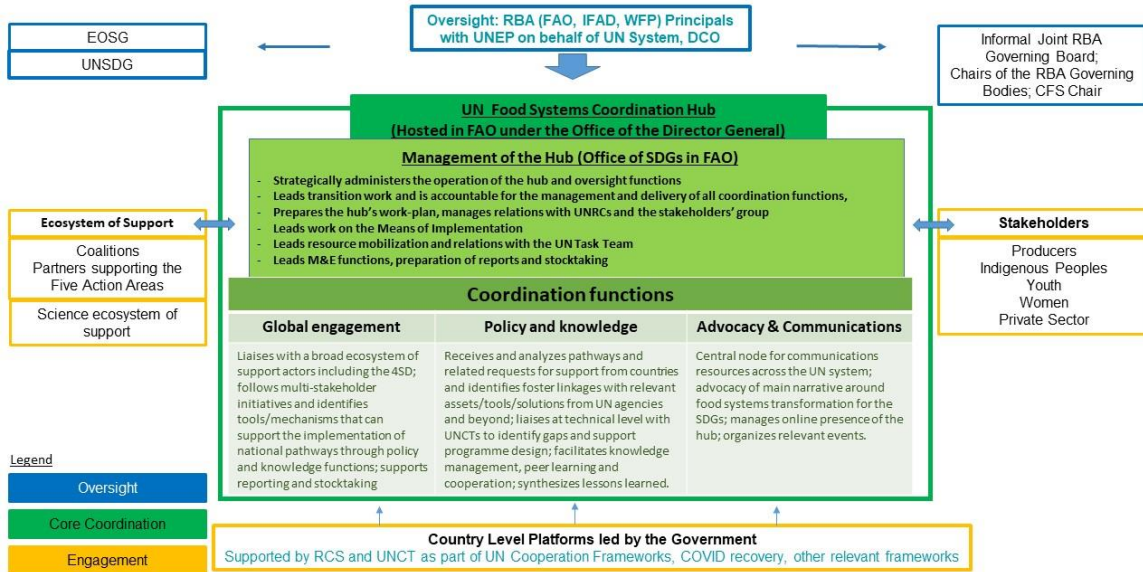 Oversight: RBA (FAO, IFAD, WFP) Principals
with UNEP on behalf of UN System, DCO
EOSG
UNSDG
Informal Joint RBA
Governing Board;
Chairs of the RBA Governing
Bodies; CFS Chair
UN Food Systems Coordination Hub
(Hosted in FAO under the Office of the Director General)
Management of the Hub (Office of SDGs in FAO)
- Strategically administers the operation of the hub and oversight functions
- Leads transition work and is accountable for the management and delivery of all coordination functions,
- Prepares the hub's work-plan, manages relations with UNRCs and the stakeholders' group
- Leads work on the Means of Implementation
- Leads resource mobilization and relations with the UN Task Team
- Leads M&E functions, preparation of reports and stocktaking
Ecosystem of Support
Coalitions
Partners supporting the
Five Action Areas
Science ecosystem of
support
Stakeholders
Producers
Indigenous Peoples
Youth
Women
Private Sector
Coordination functions
Global engagement
Liaises with a broad ecosystem of
support actors including the 4SD;
follows multi-stakeholder
initiatives and identifies
tools/mechanisms that can
support the implementation of
national pathways through policy
and knowledge functions; supports
reporting and stocktaking
Policy and knowledge
Receives and analyzes pathways and
related requests for support from countries
and identifies foster linkages with relevant
assets/tools/solutions from UN agencies
and beyond; liaises at technical level with
UNCTs to identify gaps and support
programme design; facilitates knowledge
management, peer learning and
cooperation; synthesizes lessons learned.
Advocacy & Communications
Central node for communications
resources across the UN system;
advocacy of main narrative around
food systems transformation for the
SDGs; manages online presence of the
hub; organizes relevant events.
Legend
Oversight
Core Coordination
Engagement
Country Level Platforms led by the Government
Supported by RCS and UNCT as part of UN Cooperation Frameworks, COVID recovery, other relevant frameworks